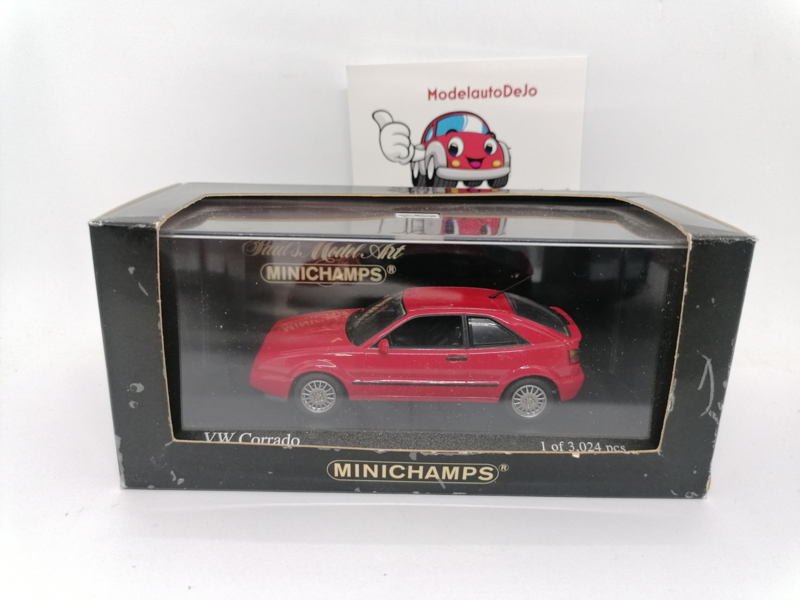 ModelautoDeJo
Paul's Model Art
MINICHAMPS®
VW Corrado
1 of 3.024 pcs.
MINICHAMPS®